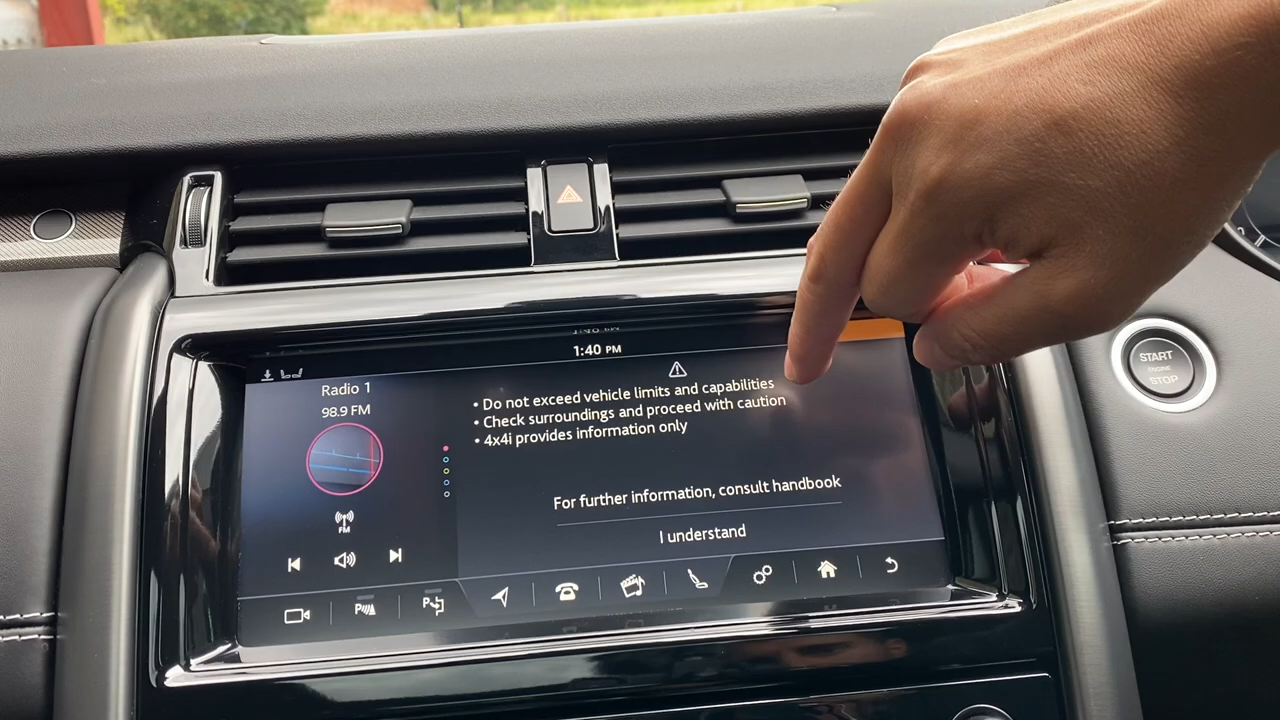 1:40 PM
Radio 1
98.9 FM
FM
• Do not exceed vehicle limits and capabilities
• Check surroundings and proceed with caution
• 4x4i provides information only
For further information, consult handbook
I understand
P
P
START
ENGINE
STOP